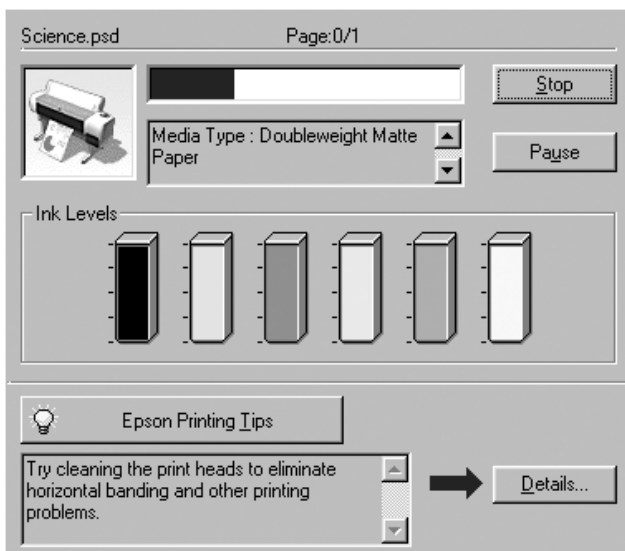 Science.psd Page:0/1
Stop
Media Type : Doubleweight Matte
Paper
Pause
Ink Levels
Epson Printing Tips
Try cleaning the print heads to eliminate
horizontal banding and other printing
problems.
Details...